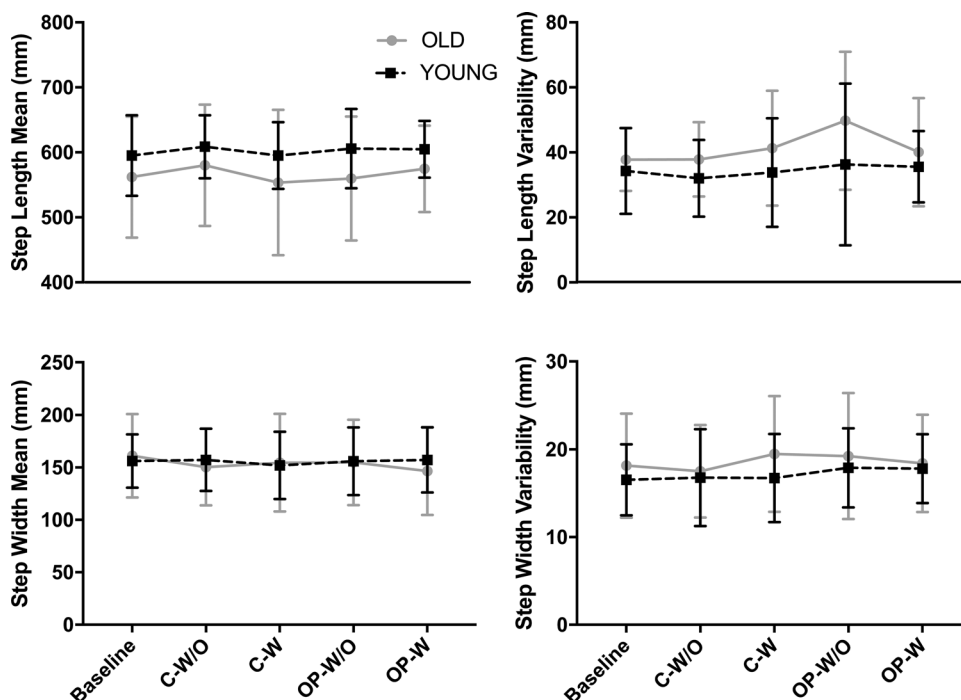 Step Length Mean (mm)
800
700
600
500
400
OLD
YOUNG
Step Length Variability (mm)
80
60
40
20
0
Step Width Mean (mm)
250
200
150
100
50
0
Baseline
C-W/O
C-W
OP-W/O
OP-W
Step Width Variability (mm)
30
20
10
0
Baseline
C-W/O
C-W
OP-W/O
OP-W